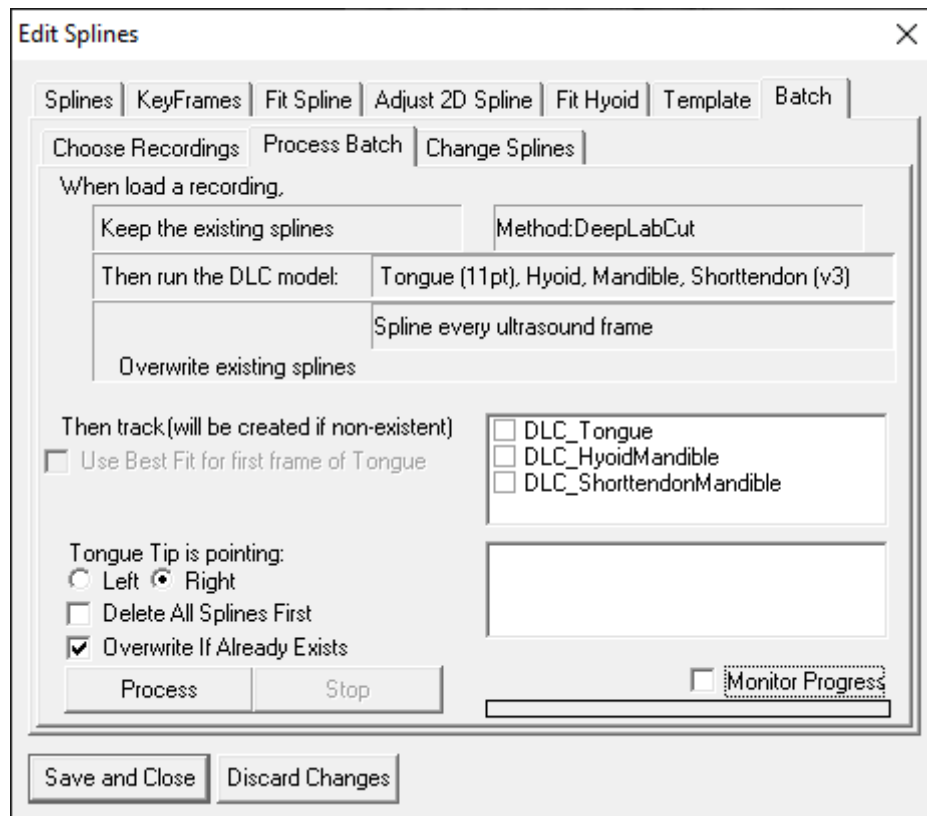 Edit Splines
Splines KeyFrames Fit Spline Adjust 2D Spline Fit Hyoid Template Batch
Choose Recordings Process Batch Change Splines
When load a recording,
Keep the existing splines Method:DeepLabCut
Then run the DLC model: Tongue (11pt), Hyoid, Mandible, Shorttendon (v3)
Spline every ultrasound frame
Overwrite existing splines
Then track(will be created if non-existent)
Use Best Fit for first frame of Tongue
DLC_Tongue
DLC_HyoidMandible
DLC_ShorttendonMandible
Tongue Tip is pointing:
Left Right
Delete All Splines First
Overwrite If Already Exists
Process Stop
Monitor Progress
Save and Close Discard Changes